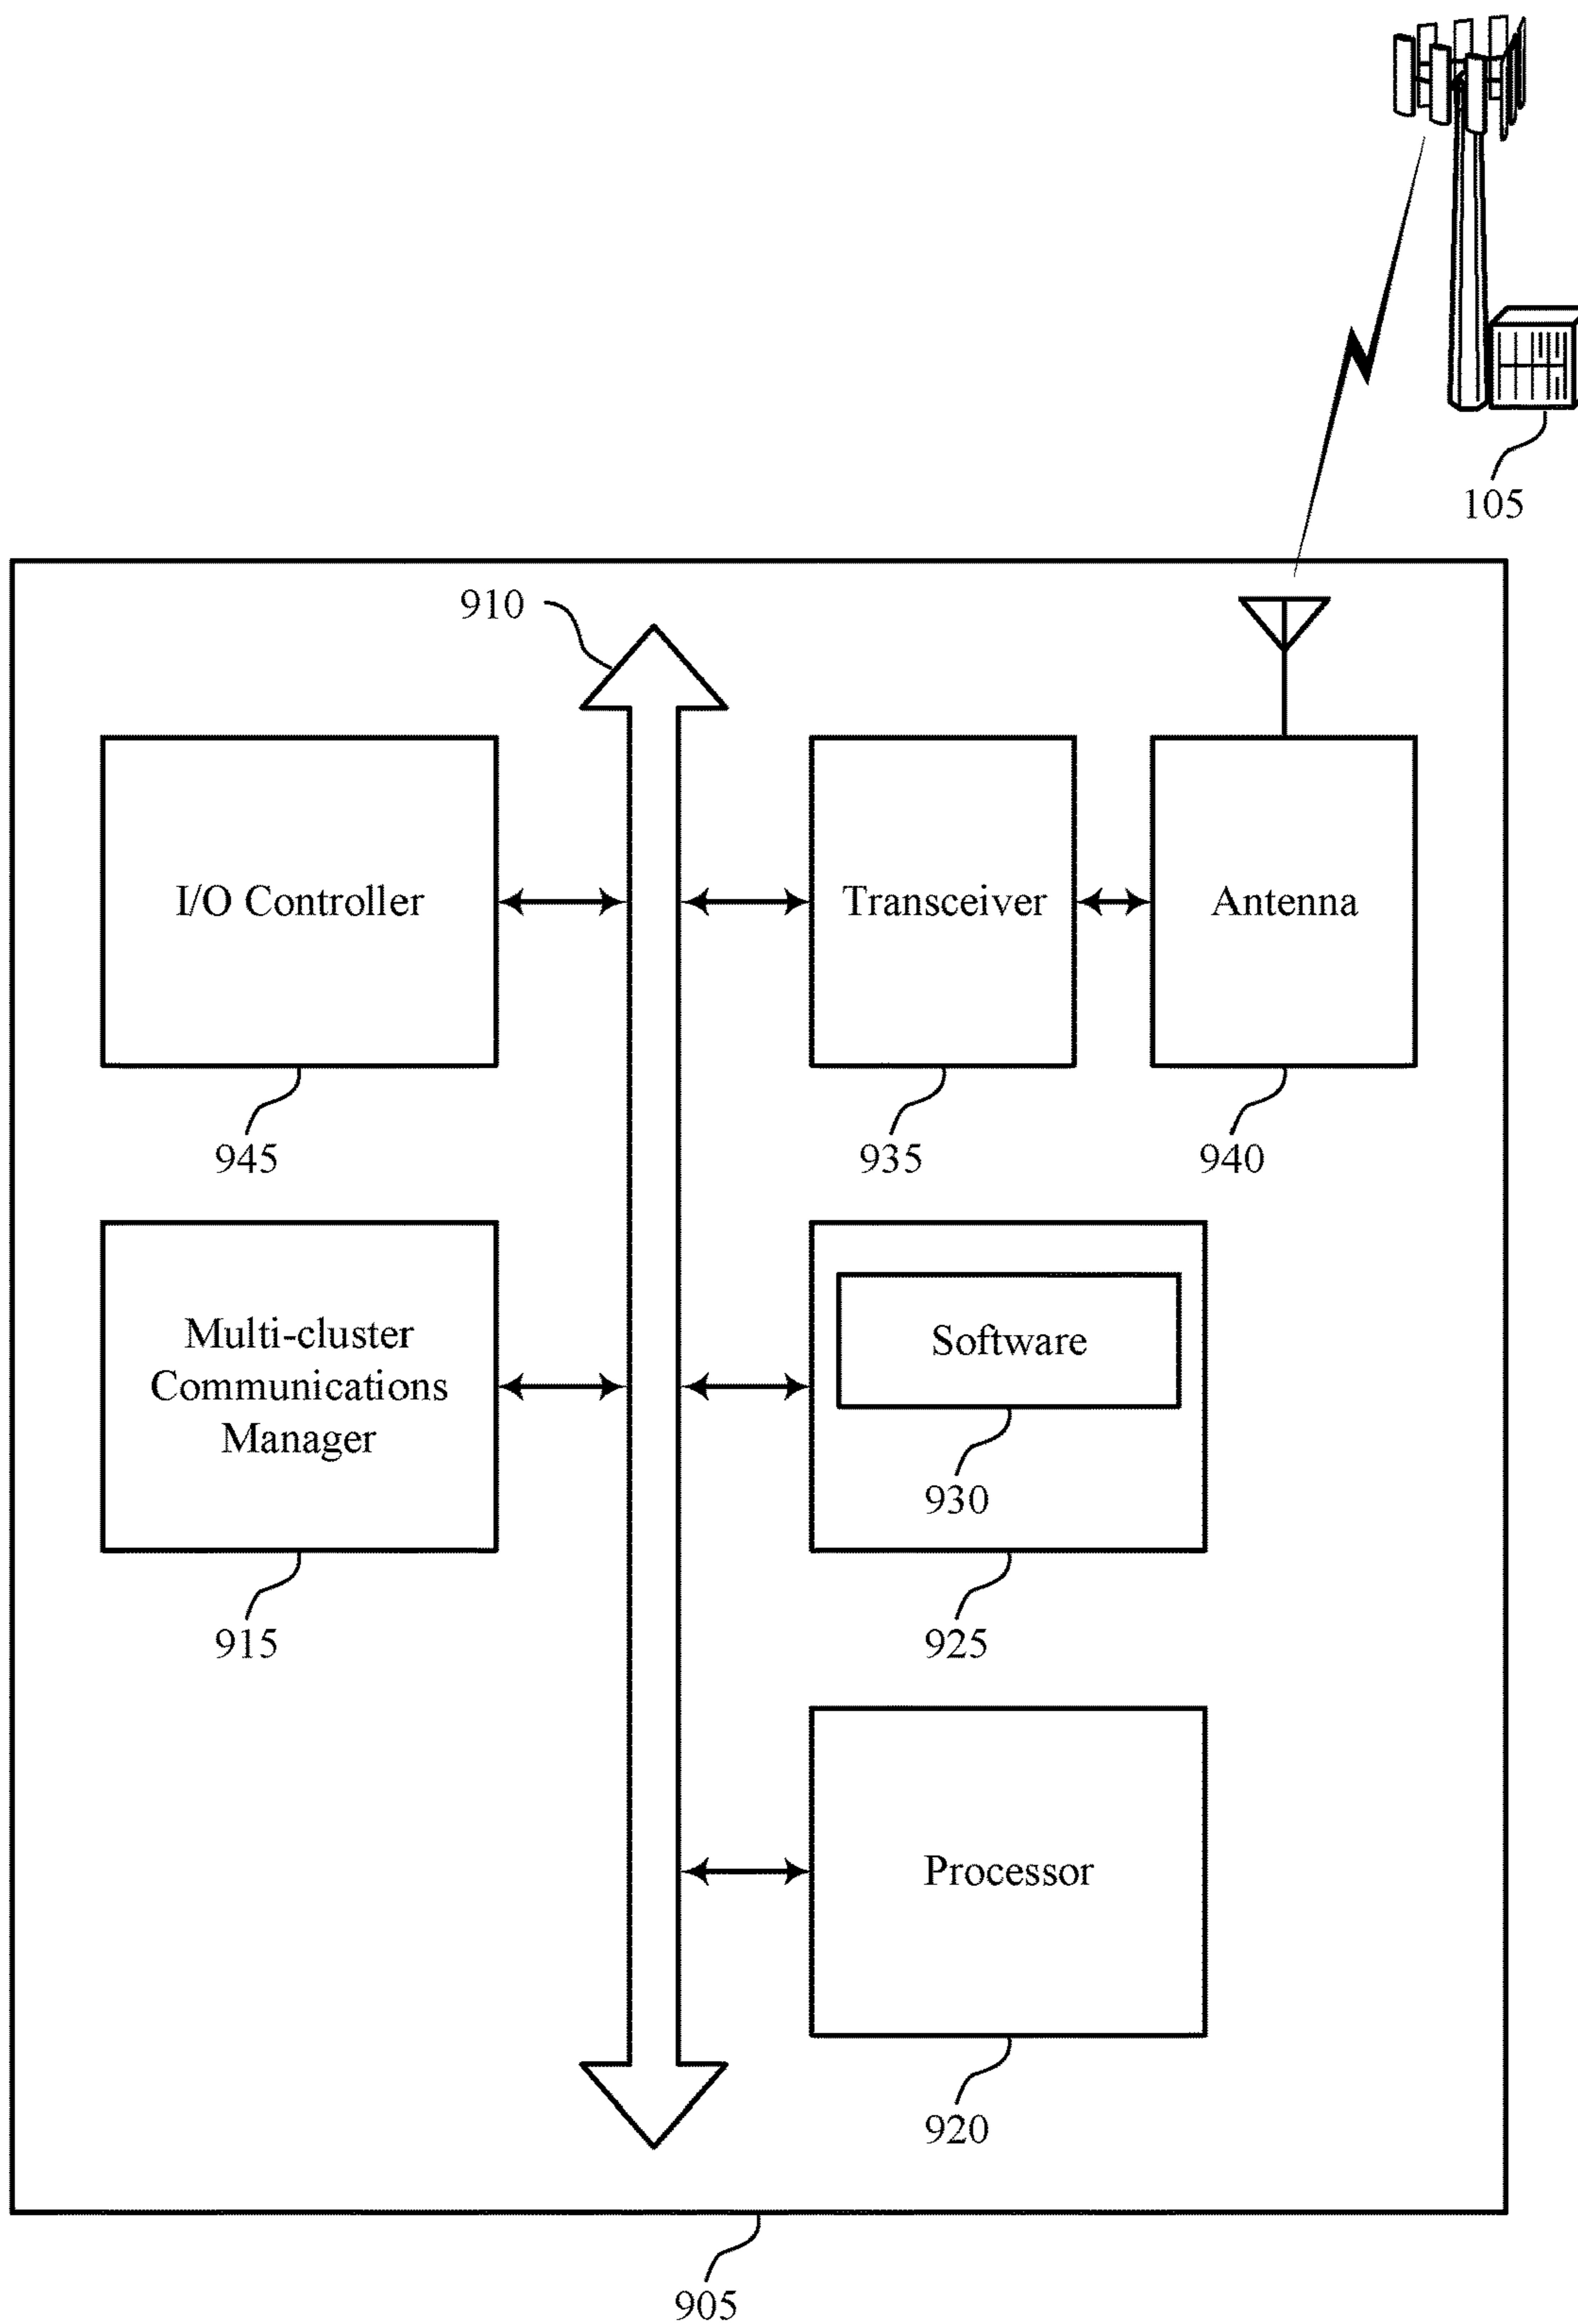 105
910
I/O Controller
Transceiver
Antenna
945
935
940
Multi-cluster
Communications
Manager
Software
930
915
925
Processor
920
905